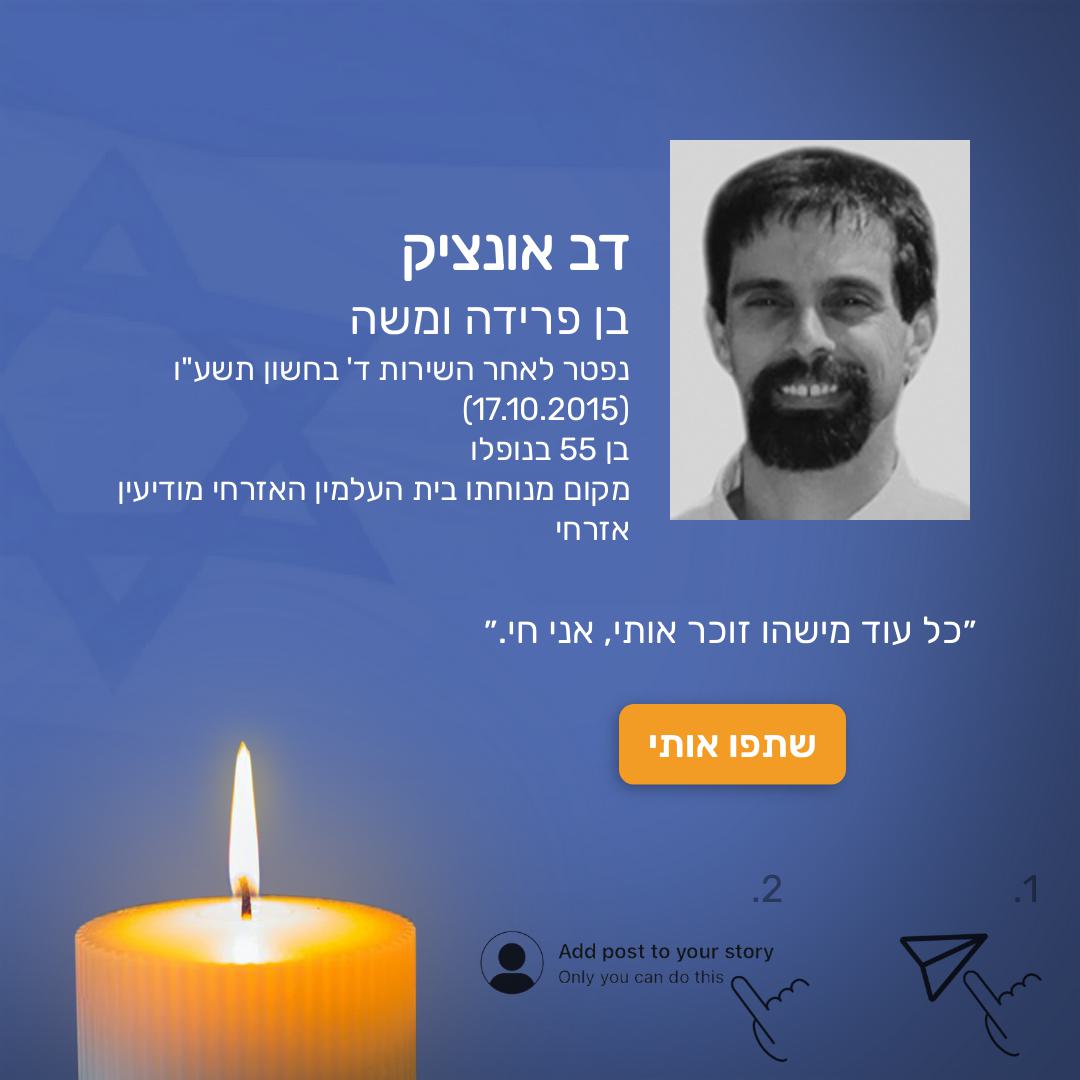 דב אונציק
בן פרידה ומשה
נפטר לאחר השירות ד' בחשון תשע"ו
(17.10.2015)
בן 55 בנופלו
מקום מנוחתו בית העלמין האזרחי מודיעין
אזרחי
״כל עוד מישהו זוכר אותי, אני חי.״
שתפו אותי
.1
.2
Add post to your story
Only you can do this